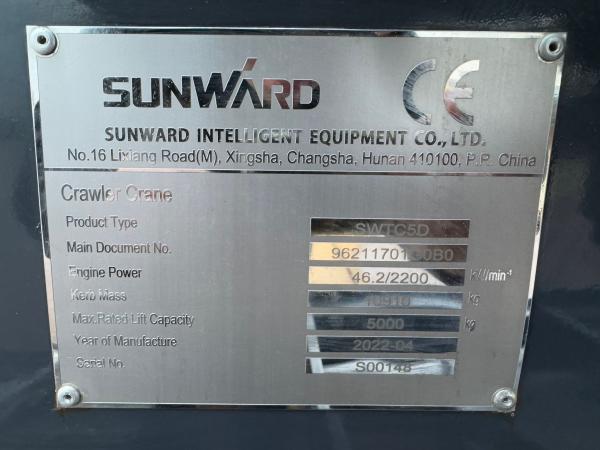 SUNWARD CE
SUNWARD INTELLIGENT EQUIPMENT CO., LTD.
No.16 Lixiang Road(M), Xingsha, Changsha, Hunan 410100, P.R. China
Crawler Crane
Product Type SWTC5D
Main Document No. 9621170100B0
Engine Power 46.2/2200 kW/min⁻¹
Kerb Mass 10910 kg
Max.Rated Lift Capacity 5000 kg
Year of Manufacture 2022-04
Serial No. S00148